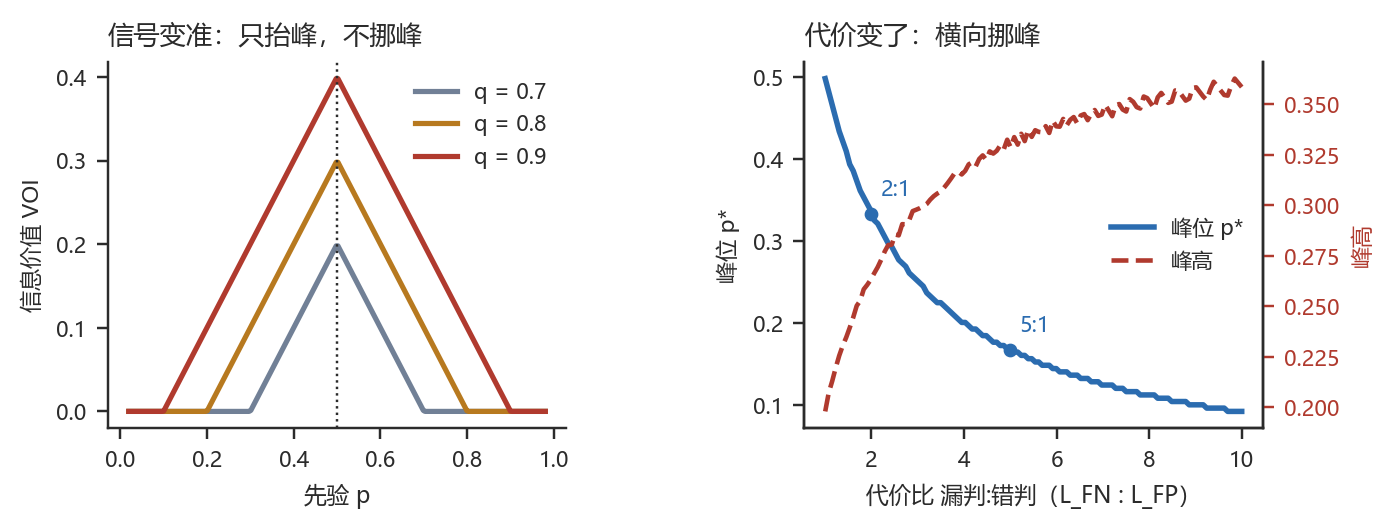 信号变准：只抬峰，不挪峰
信息价值 VOI
0.4
0.3
0.2
0.1
0.0
q = 0.7
q = 0.8
q = 0.9
0.0 0.2 0.4 0.6 0.8 1.0
先验 p
代价变了：横向挪峰
峰位 p*
0.5
0.4
0.3
0.2
0.1
2:1
5:1
峰位 p*
峰高
0.350
0.325
0.300
0.275
0.250
0.225
0.200
峰高
2 4 6 8 10
代价比 漏判:错判（L_FN : L_FP）